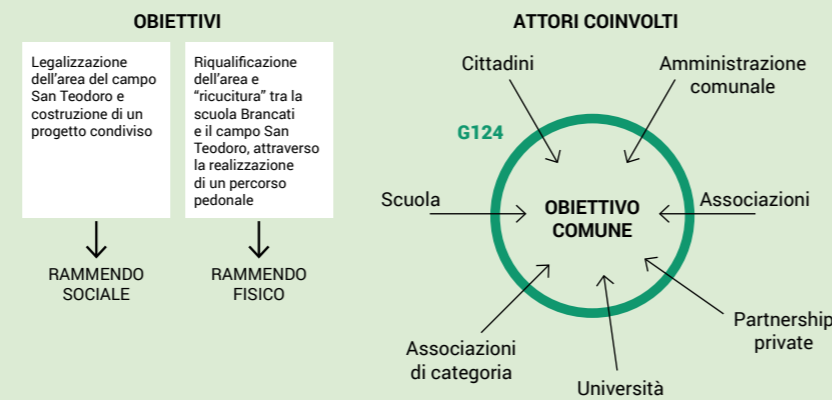 OBIETTIVI
Legalizzazione
dell'area del campo
San Teodoro e
costruzione di un
progetto condiviso
Riqualificazione
dell'area e
“ricucitura” tra la
scuola Brancati
e il campo San
Teodoro, attraverso
la realizzazione
di un percorso
pedonale
RAMMENDO
SOCIALE
RAMMENDO
FISICO
ATTORI COINVOLTI
Cittadini
Amministrazione
comunale
G124
Scuola
OBIETTIVO
COMUNE
Associazioni
Partnership
private
Associazioni
di categoria
Università